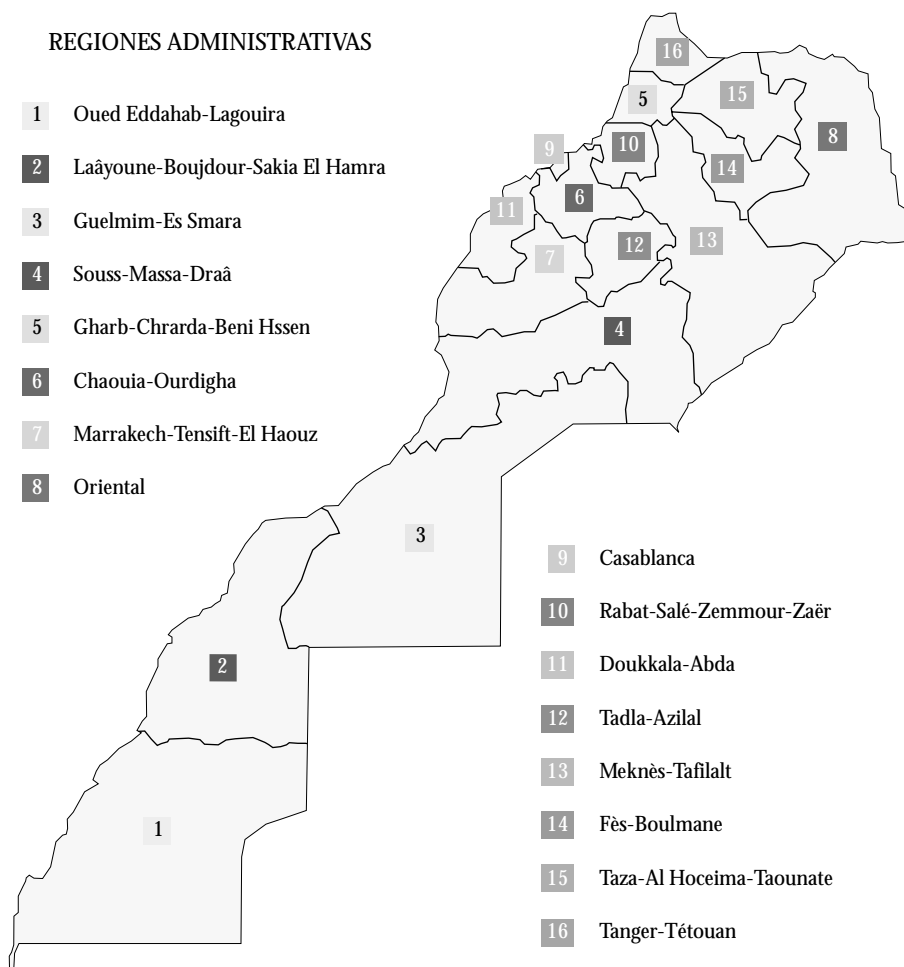 REGIONES ADMINISTRATIVAS
1 Oued Eddahab-Lagouira
2 Laâyoune-Boujdour-Sakia El Hamra
3 Guelmim-Es Smara
4 Souss-Massa-Draâ
5 Gharb-Chrarda-Beni Hssen
6 Chaouia-Ourdigha
7 Marrakech-Tensift-El Haouz
8 Oriental
9 Casablanca
10 Rabat-Salé-Zemmour-Zaër
11 Doukkala-Abda
12 Tadla-Azilal
13 Meknès-Tafilalt
14 Fès-Boulmane
15 Taza-Al Hoceima-Taounate
16 Tanger-Tétouan
16
15
5
8
9
10
14
6
11
12
13
7
4
3
2
1